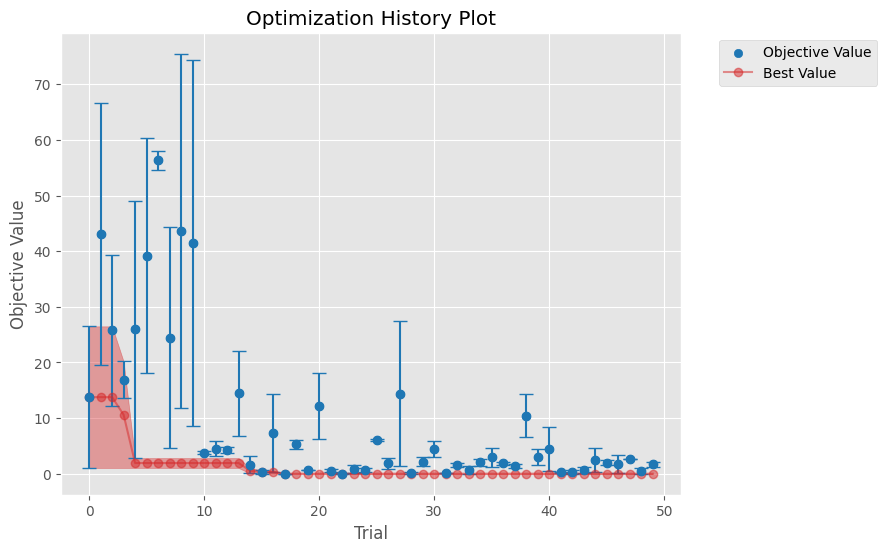 Optimization History Plot
Objective Value
Best Value
Objective Value
70
60
50
40
30
20
10
0
0 10 20 30 40 50
Trial